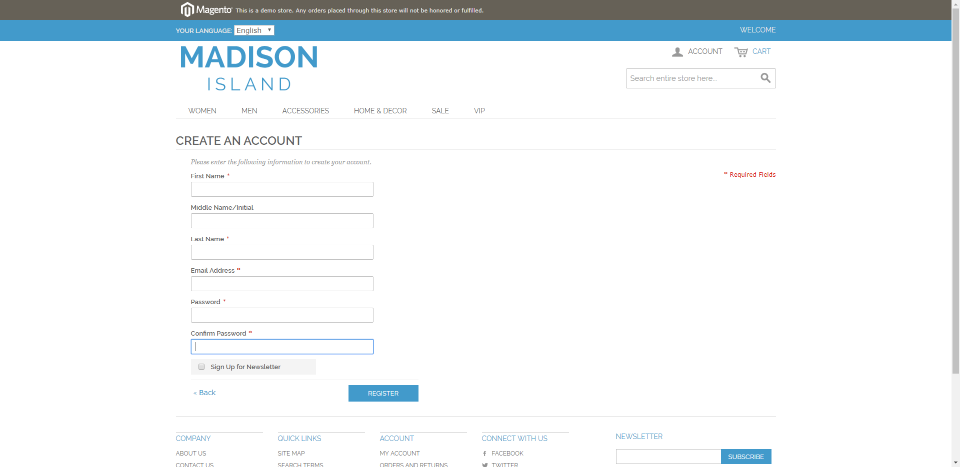 Magento This is a demo store. Any orders placed through this store will not be honored or fulfilled.
YOUR LANGUAGE: English
WELCOME
MADISON
ISLAND
ACCOUNT
CART
Search entire store here...
WOMEN MEN ACCESSORIES HOME & DECOR SALE VIP
CREATE AN ACCOUNT
Please enter the following information to create your account.
* Required Fields
First Name *
Middle Name/Initial
Last Name *
Email Address *
Password *
Confirm Password *
Sign Up for Newsletter
« Back
REGISTER
COMPANY QUICK LINKS ACCOUNT CONNECT WITH US NEWSLETTER
ABOUT US SITE MAP MY ACCOUNT FACEBOOK
SUBSCRIBE
CONTACT US SEARCH TERMS ORDERS AND RETURNS TWITTER